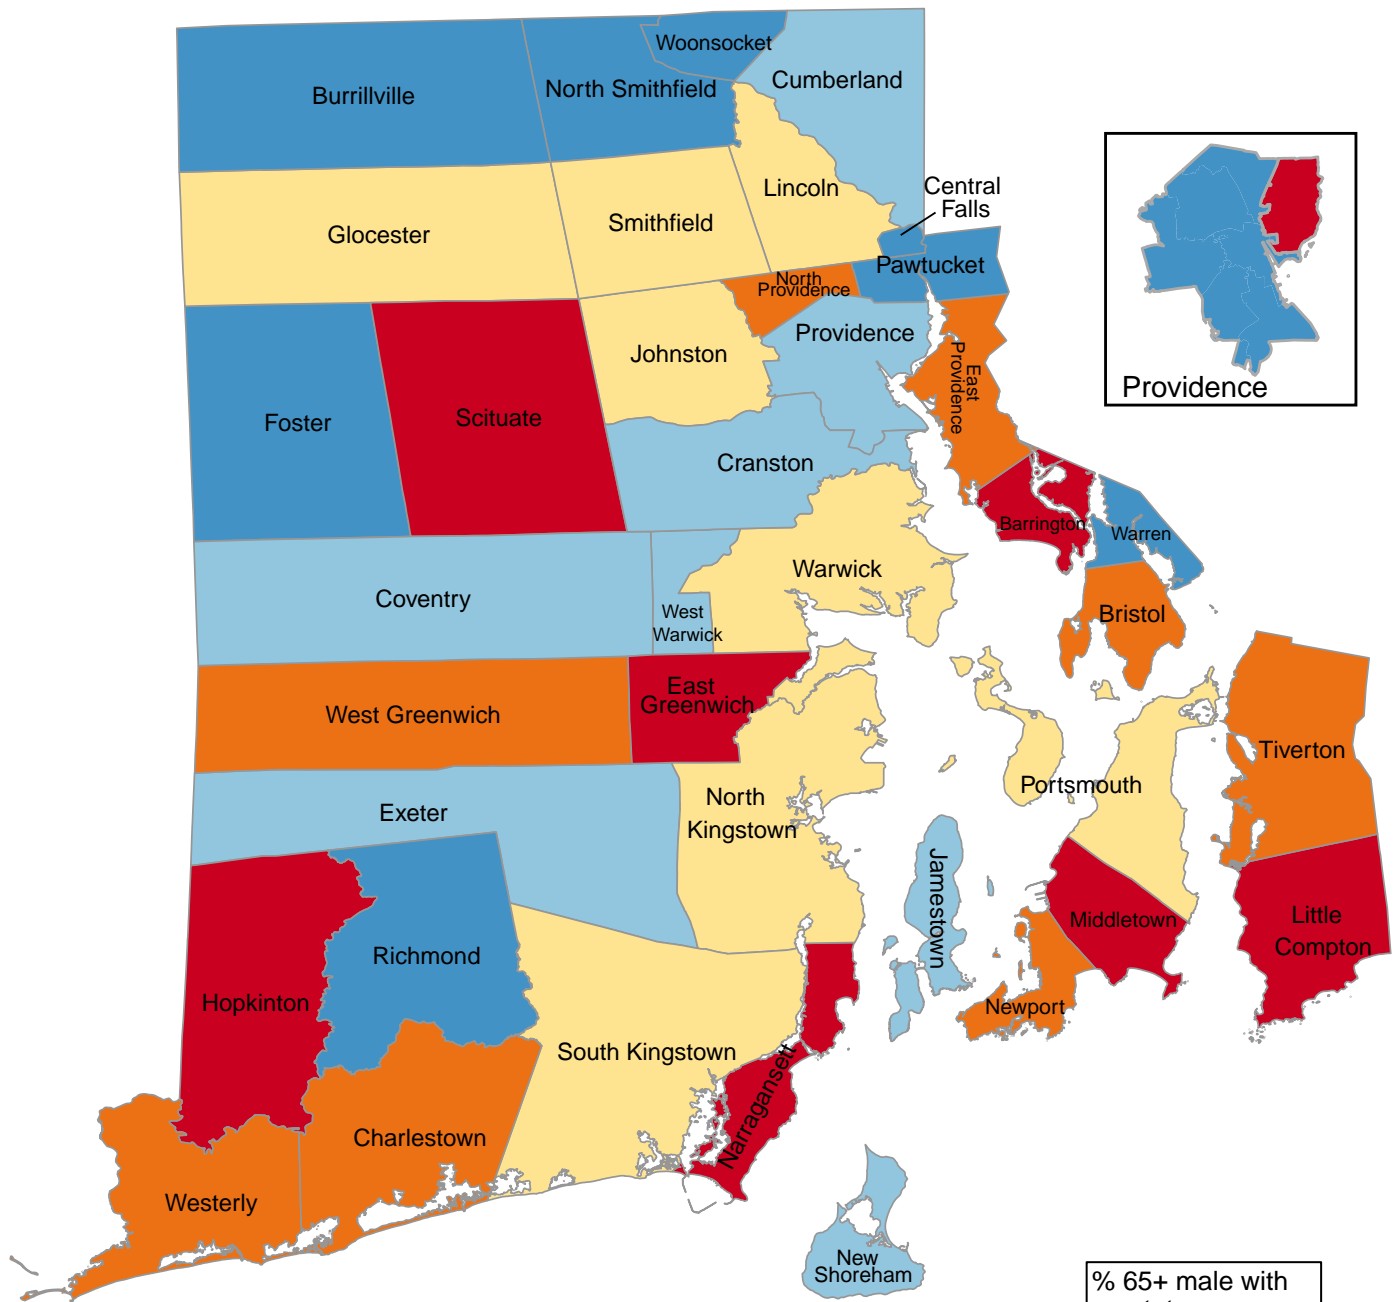 Woonsocket
Cumberland
North Smithfield
Burrillville
Central
Falls
Lincoln
Smithfield
Glocester
Pawtucket
North
Providence
Providence
Johnston
East
Providence
Providence
Scituate
Foster
Cranston
Barrington
Warren
Warwick
Coventry
West
Warwick
Bristol
East
Greenwich
West Greenwich
Tiverton
Portsmouth
North
Kingstown
Exeter
Jamestown
Middletown
Little
Compton
Richmond
Hopkinton
Newport
South Kingstown
Narragansett
Charlestown
Westerly
New
Shoreham
% 65+ male with